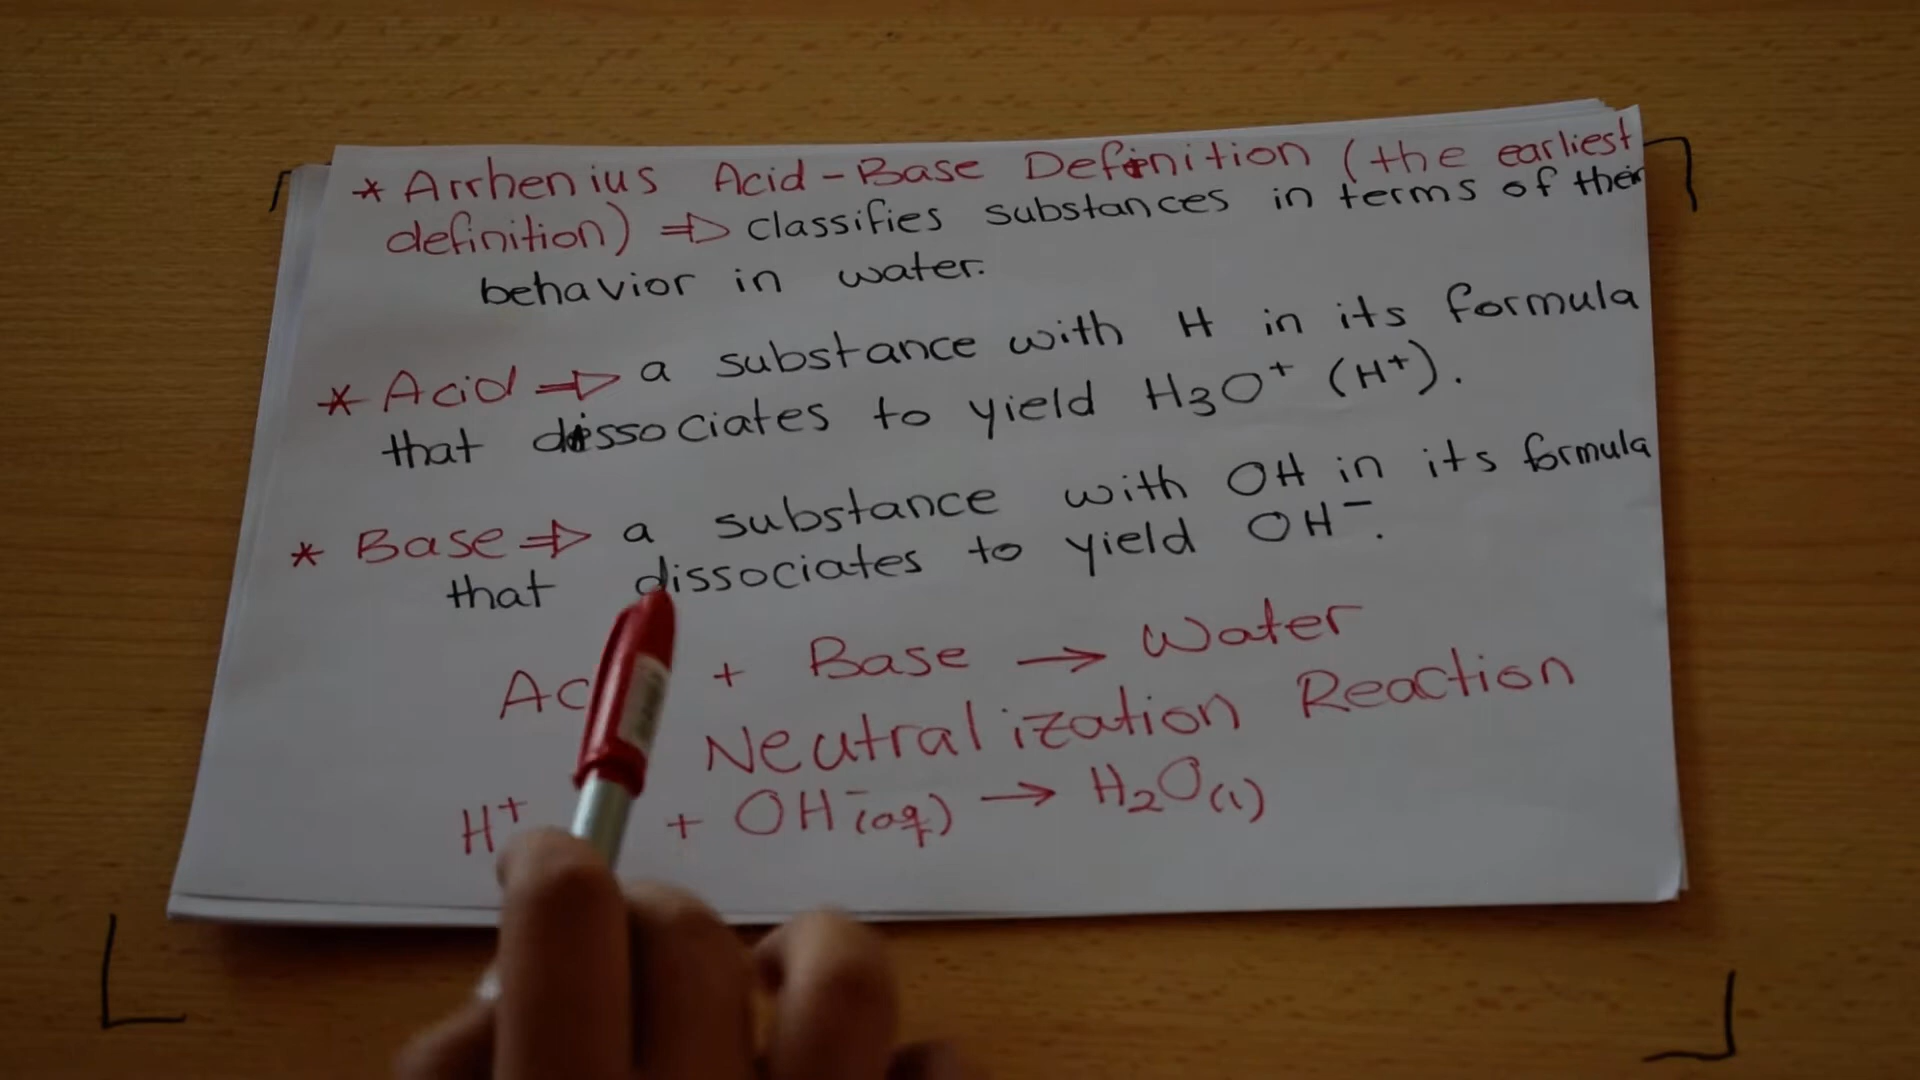 * Arrhenius Acid-Base Definition (the earliest
definition) ⇒ classifies substances in terms of their
behavior in water.
* Acid ⇒ a substance with H in its formula
that dissociates to yield H₃O⁺ (H⁺).
* Base ⇒ a substance with OH in its formula
that dissociates to yield OH⁻.
+ Base → Water
Neutralization Reaction
H⁺ + OH⁻(aq) → H₂O(l)